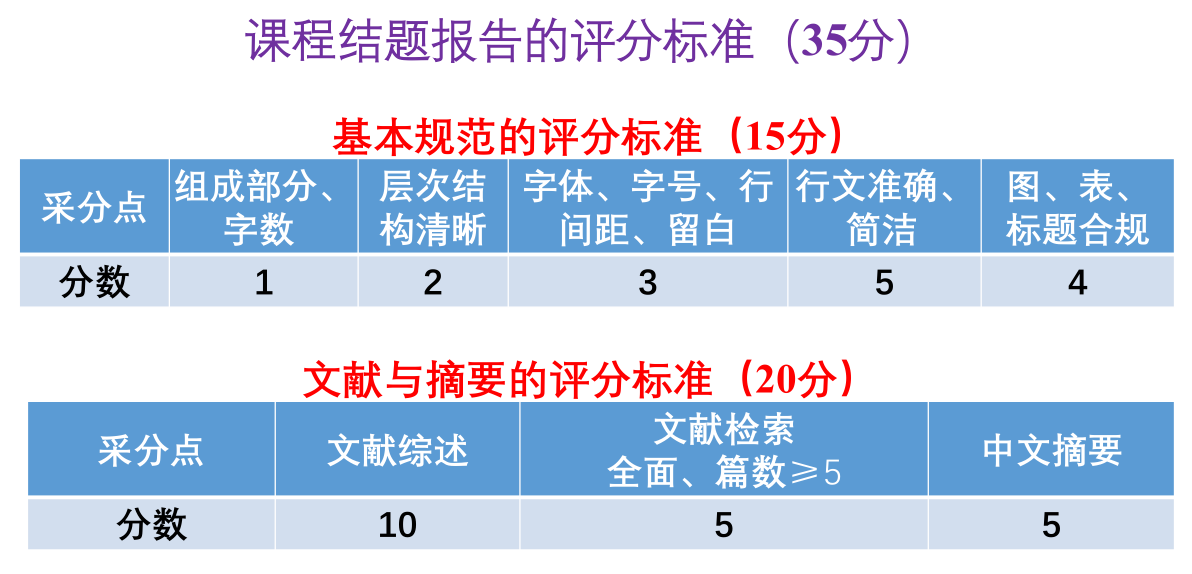 课程结题报告的评分标准（35分）
基本规范的评分标准（15分）
采分点 组成部分、字数 层次结构清晰 字体、字号、行间距、留白 行文准确、简洁 图、表、标题合规
分数 1 2 3 5 4
文献与摘要的评分标准（20分）
采分点 文献综述 文献检索 全面、篇数≥5 中文摘要
分数 10 5 5